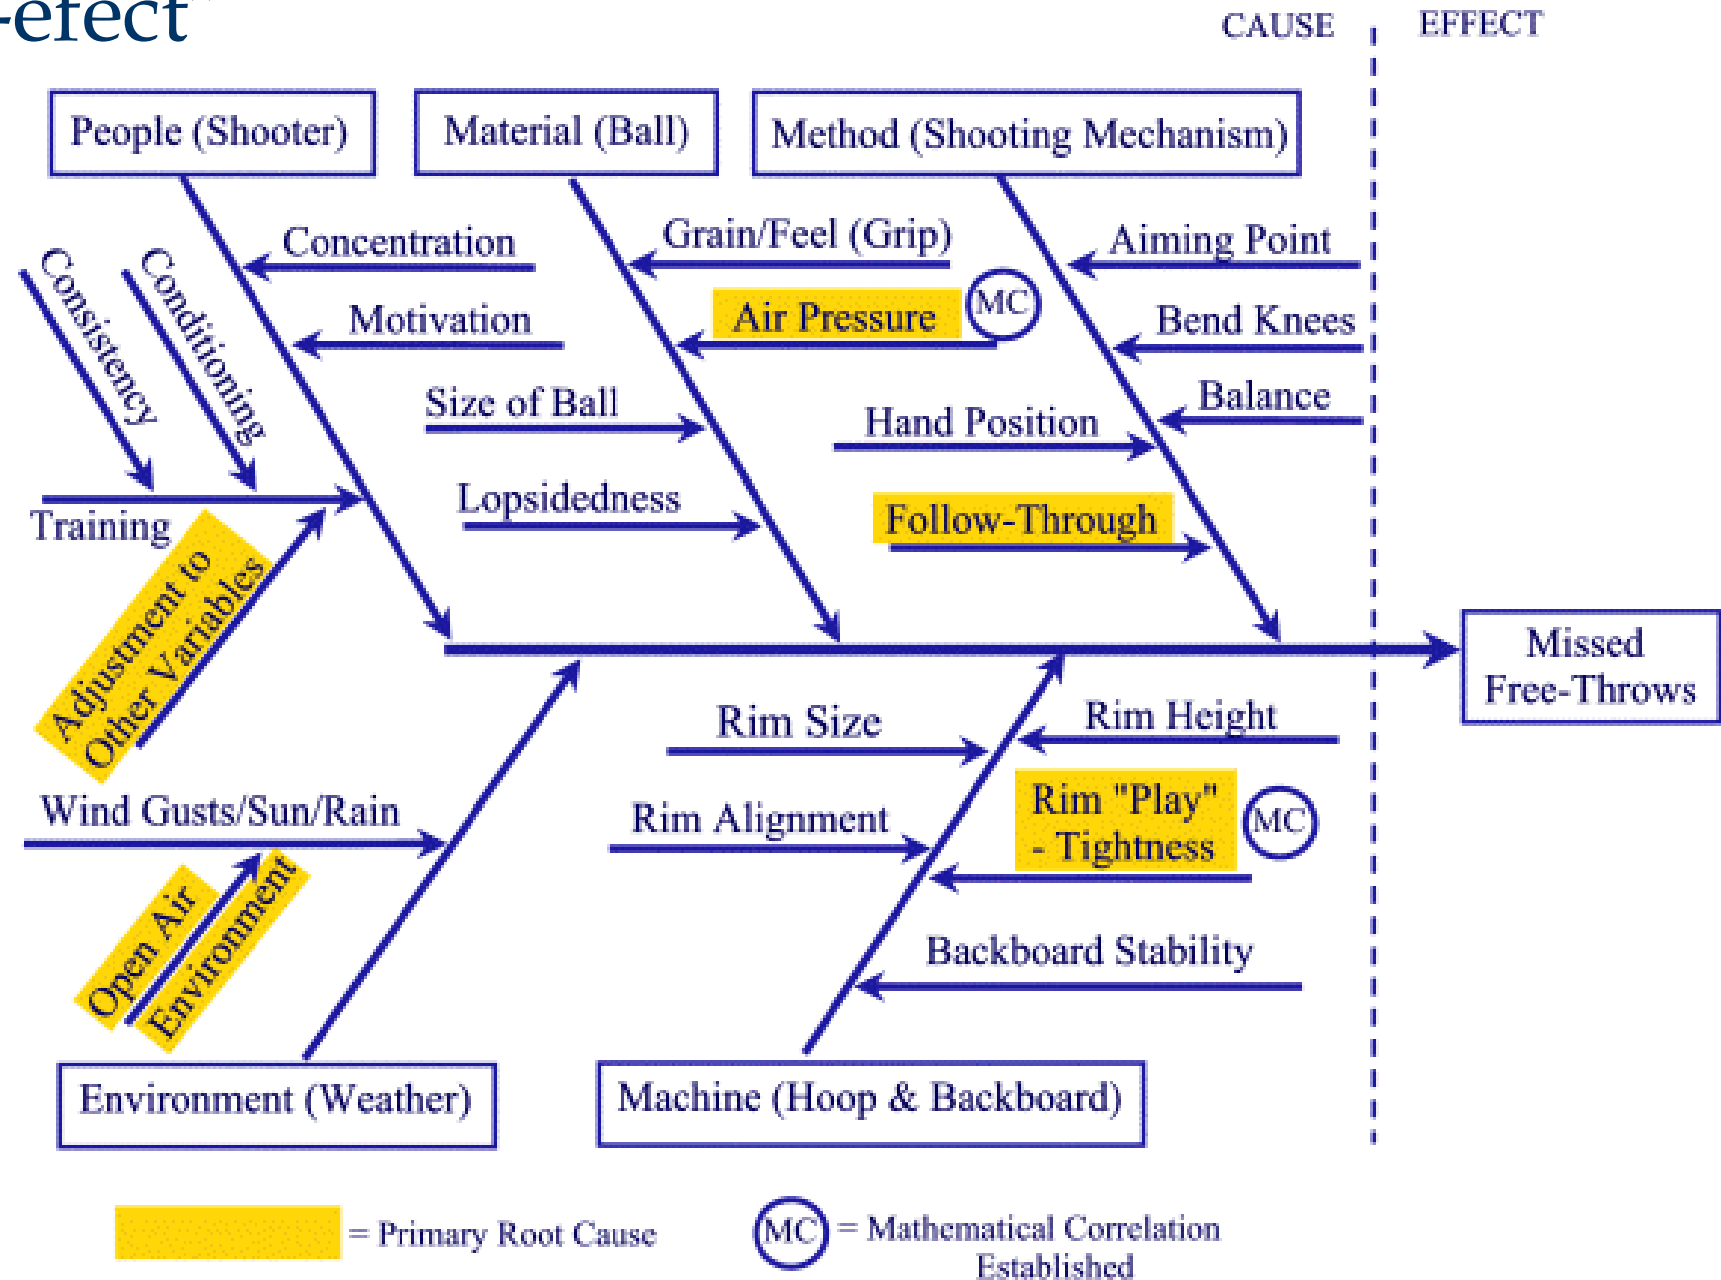 -efect"
CAUSE
EFFECT
People (Shooter)
Material (Ball)
Method (Shooting Mechanism)
Concentration
Motivation
Consistency
Conditioning
Training
Adjustment to
Other Variables
Grain/Feel (Grip)
Air Pressure
MC
Size of Ball
Lopsidedness
Aiming Point
Bend Knees
Balance
Hand Position
Follow-Through
Missed
Free-Throws
Wind Gusts/Sun/Rain
Open Air
Environment
Rim Size
Rim Height
Rim Alignment
Rim "Play"
- Tightness
MC
Backboard Stability
Environment (Weather)
Machine (Hoop & Backboard)
= Primary Root Cause
MC = Mathematical Correlation
Established